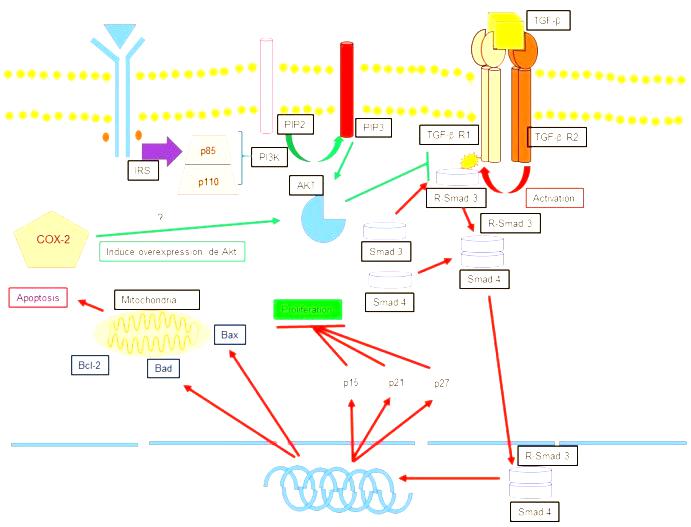 TGF-β
PIP2
PIP3
TGF-β R1
TGF-β R2
p85
PI3K
IRS
p110
AKT
R-Smad 3
Activation
?
COX-2
Induce overexpression de Akt
Smad 3
R-Smad 3
Smad 4
Smad 4
Apoptosis
Mitochondria
Proliferation
Bax
Bcl-2
Bad
p15
p21
p27
R-Smad 3
Smad 4